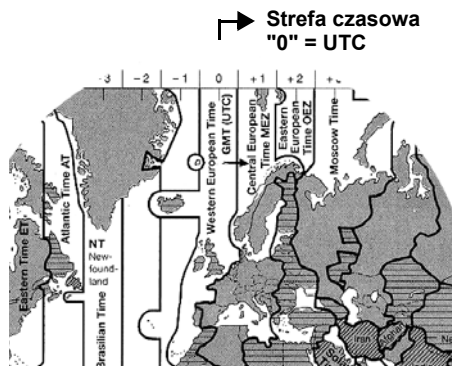 Strefa czasowa
"0" = UTC
-3 -2 -1 0 +1 +2
Eastern Time ET
Atlantic Time AT
NT
New-
found-
land
Brasilian Time
Western European Time
GMT (UTC)
Central European
Time MEZ
Eastern
European
Time OEZ
Moscow Time
Iran